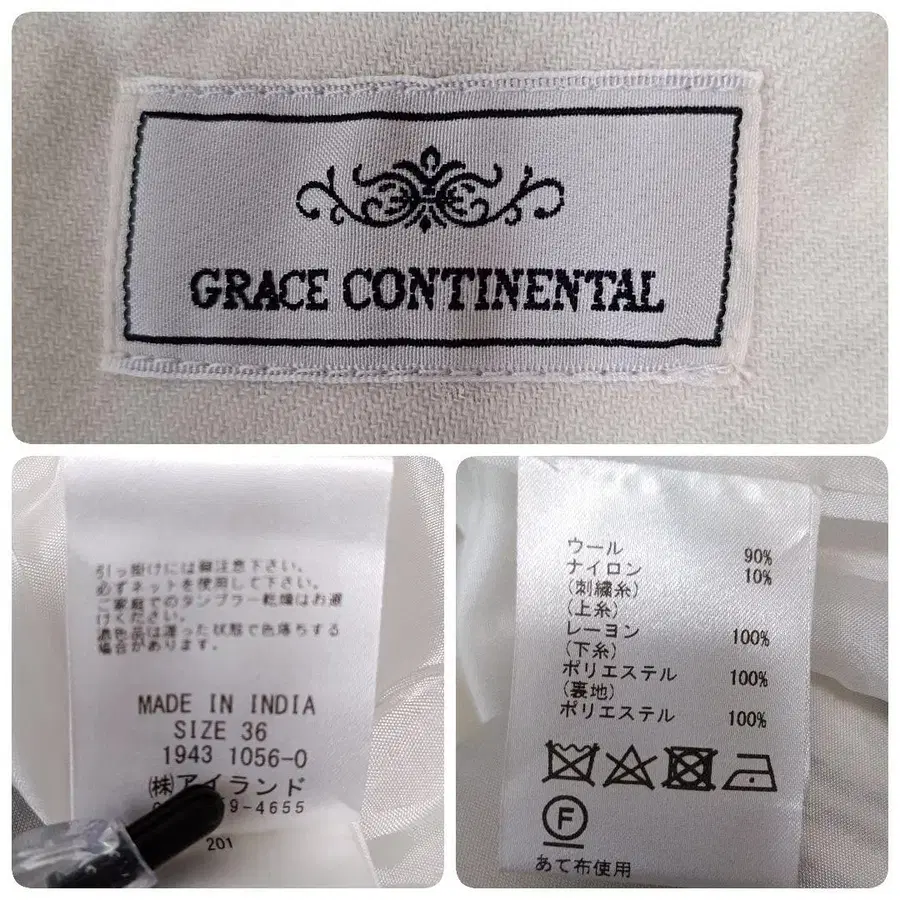 GRACE CONTINENTAL
引っ掛けには御注意下さい。
必ずネットを使用して下さい。
ご家庭でのタンブラー乾燥はお避
けください。
濃色品は湿った状態で色落ちする
場合があります。
MADE IN INDIA
SIZE 36
1943 1056-0
㈱アイランド
9-4655
201
ウール 90%
ナイロン 10%
(刺繍糸)
(上糸)
レーヨン 100%
(下糸)
ポリエステル 100%
(裏地)
ポリエステル 100%
F
あて布使用